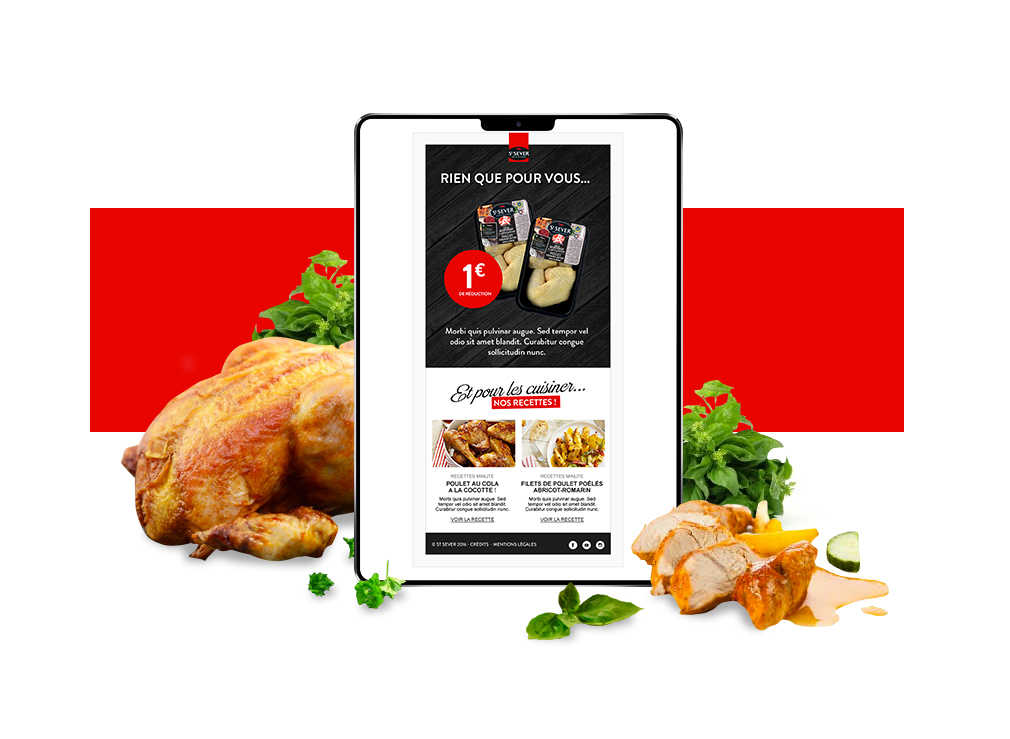 St SEVER
RIEN QUE POUR VOUS...
St SEVER
St SEVER
1€
DE RÉDUCTION
Morbi quis pulvinar augue. Sed tempor vel
odio sit amet blandit. Curabitur congue
sollicitudin nunc.
Et pour les cuisiner...
NOS RECETTES !
RECETTES MINUTE
POULET AU COLA
A LA COCOTTE !
Morbi quis pulvinar augue. Sed
tempor vel odio sit amet blandit.
Curabitur congue sollicitudin nunc.
VOIR LA RECETTE
RECETTES MINUTE
FILETS DE POULET POÊLÉS
ABRICOT-ROMARIN
Morbi quis pulvinar augue. Sed
tempor vel odio sit amet blandit.
Curabitur congue sollicitudin nunc.
VOIR LA RECETTE
© ST SEVER 2016 - CRÉDITS - MENTIONS LÉGALES